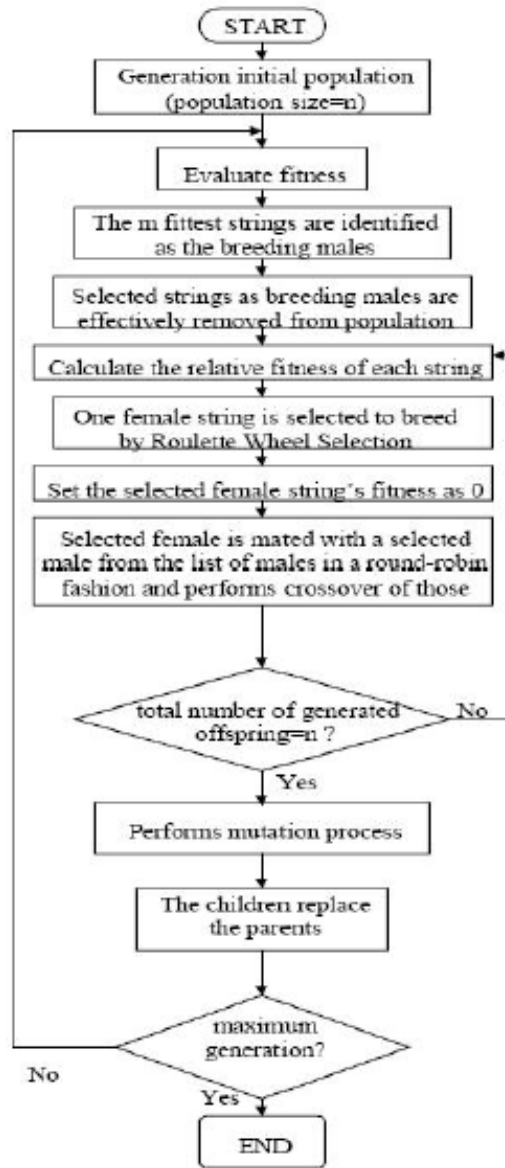 START
Generation initial population
(population size=n)
Evaluate fitness
The m fittest strings are identified
as the breeding males
Selected strings as breeding males are
effectively removed from population
Calculate the relative fitness of each string
One female string is selected to breed
by Roulette Wheel Selection
Set the selected female string´s fitness as 0
Selected female is mated with a selected
male from the list of males in a round-robin
fashion and performs crossover of those
total number of generated
offspring=n ?
No
Yes
Performs mutation process
The children replace
the parents
maximum
generation?
No
Yes
END